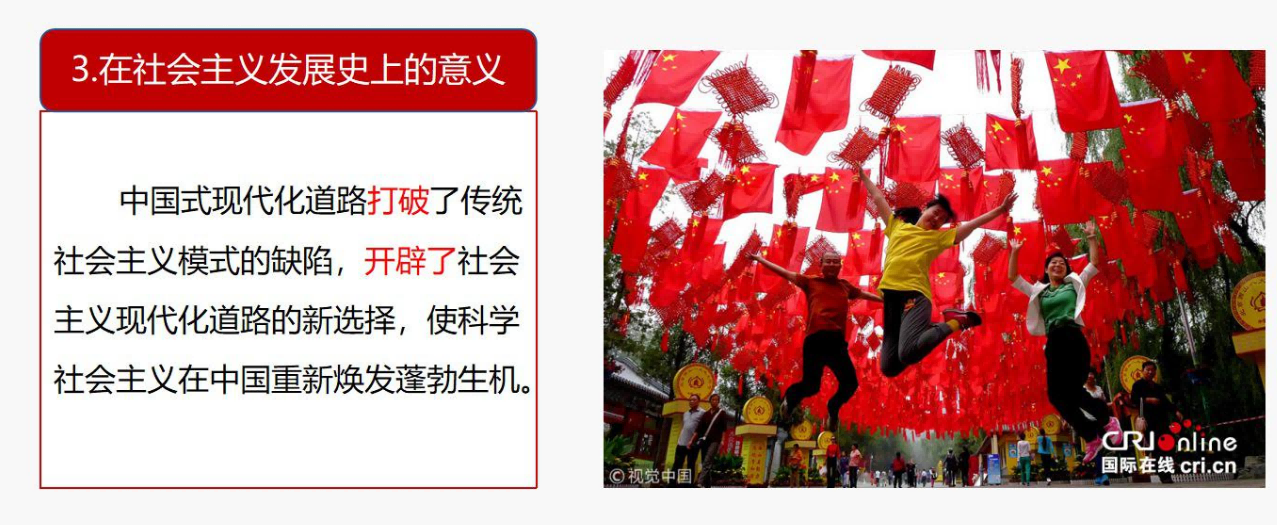 3.在社会主义发展史上的意义
中国式现代化道路打破了传统
社会主义模式的缺陷，开辟了社会
主义现代化道路的新选择，使科学
社会主义在中国重新焕发蓬勃生机。
©视觉中国
CRI online
国际在线 cri.cn